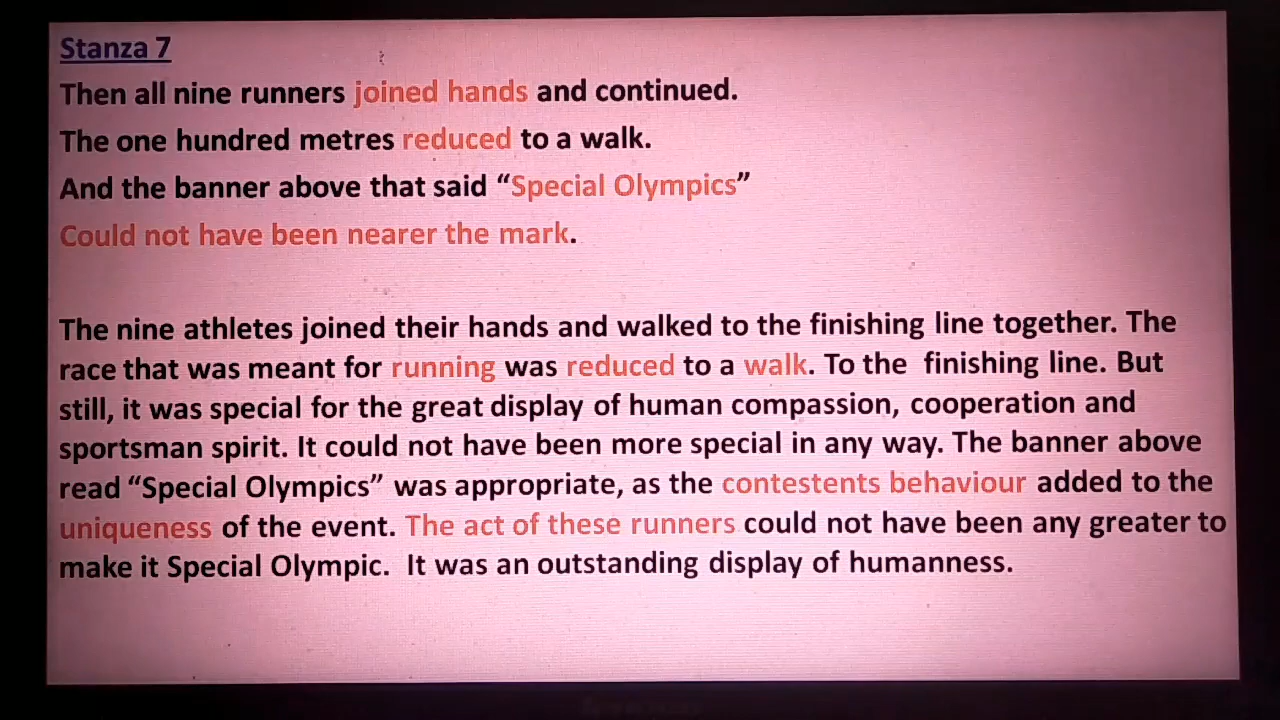 Stanza 7
Then all nine runners joined hands and continued.
The one hundred metres reduced to a walk.
And the banner above that said “Special Olympics”
Could not have been nearer the mark.
The nine athletes joined their hands and walked to the finishing line together. The
race that was meant for running was reduced to a walk. To the finishing line. But
still, it was special for the great display of human compassion, cooperation and
sportsman spirit. It could not have been more special in any way. The banner above
read “Special Olympics” was appropriate, as the contestents behaviour added to the
uniqueness of the event. The act of these runners could not have been any greater to
make it Special Olympic. It was an outstanding display of humanness.